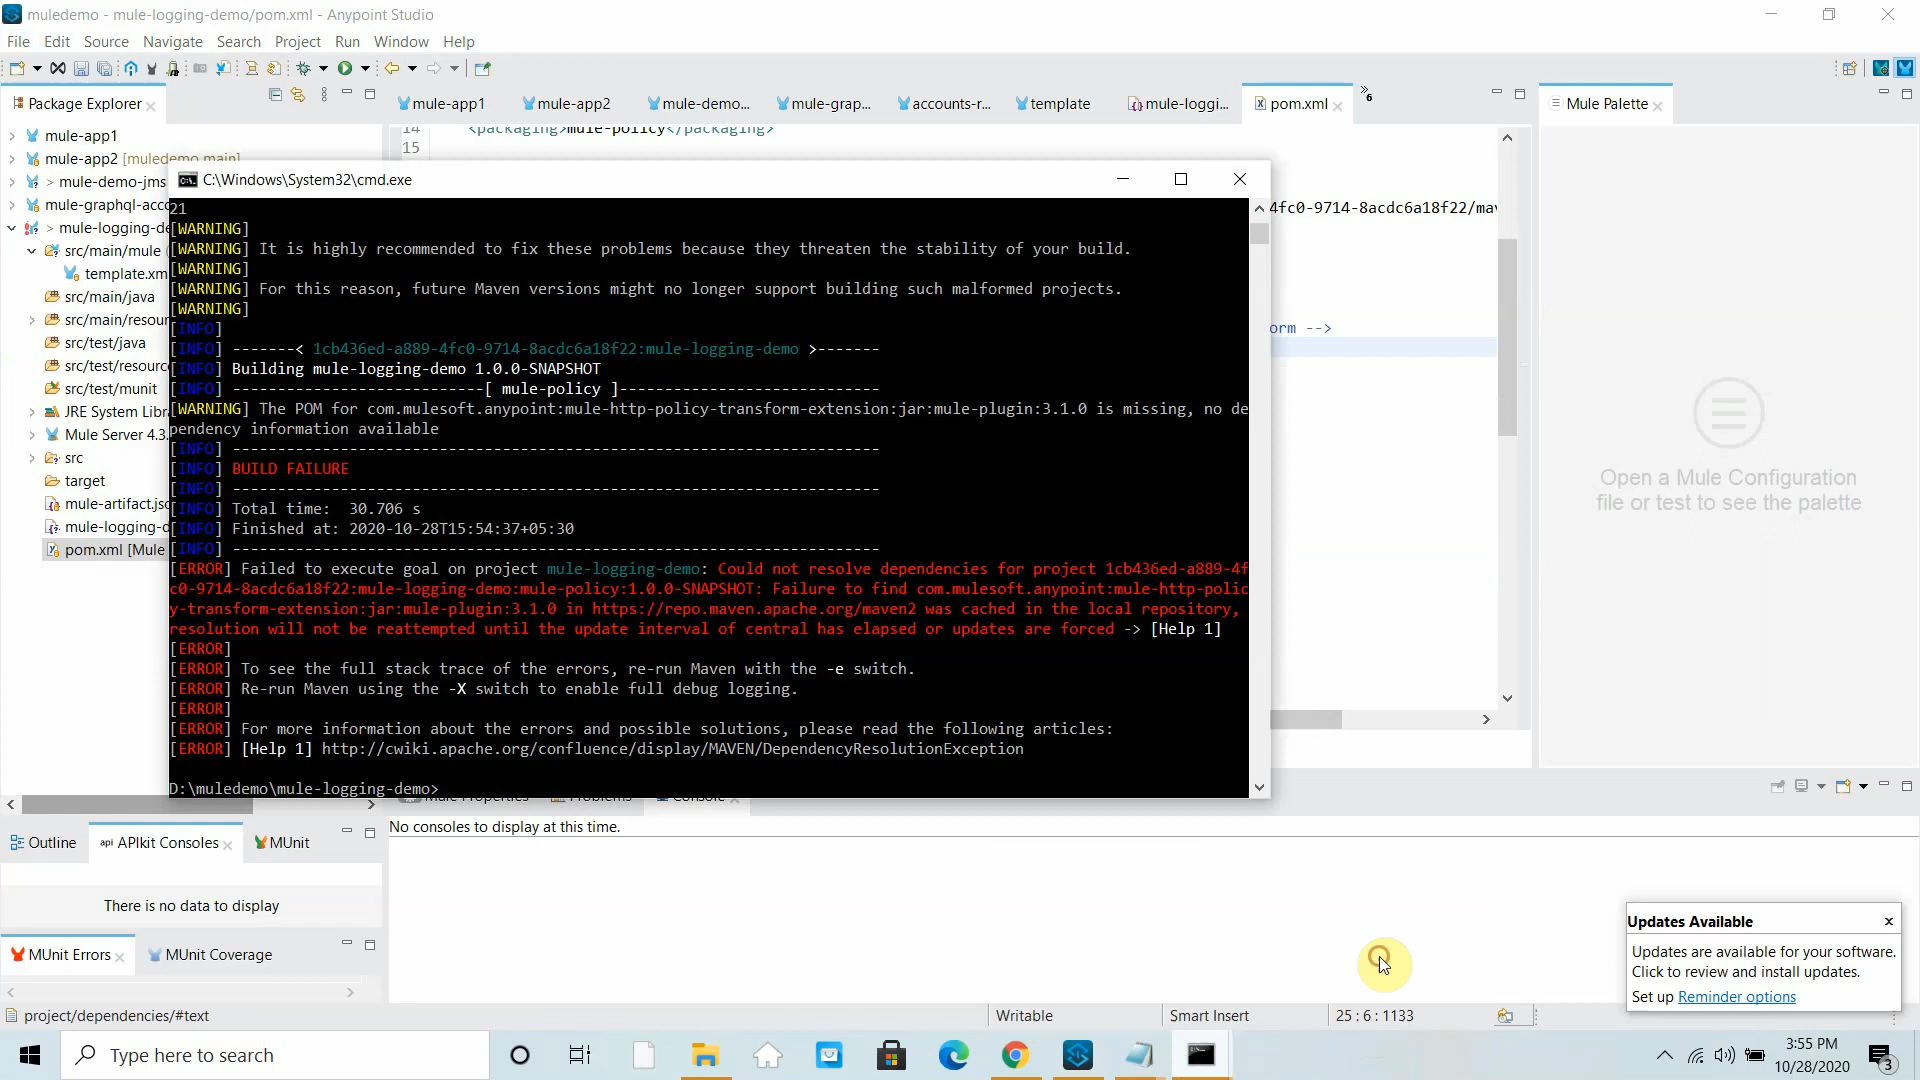 muledemo - mule-logging-demo/pom.xml - Anypoint Studio
File Edit Source Navigate Search Project Run Window Help
Package Explorer
mule-app1
mule-app2
mule-demo...
mule-grap...
accounts-r...
template
mule-loggi...
pom.xml
6
Mule Palette
mule-app1
mule-app2 [muledemo main]
> mule-demo-jms
mule-graphql-acc
> mule-logging-d
src/main/mule
template.xm
src/main/java
src/main/resour
src/test/java
src/test/resourc
src/test/munit
JRE System Libr
Mule Server 4.3.
src
target
mule-artifact.jsc
mule-logging-d
pom.xml [Mule
14 <packaging>mule-policy</packaging>
15
4fc0-9714-8acdc6a18f22/mav
orm -->
C:\Windows\System32\cmd.exe
21
[WARNING]
[WARNING] It is highly recommended to fix these problems because they threaten the stability of your build.
[WARNING]
[WARNING] For this reason, future Maven versions might no longer support building such malformed projects.
[WARNING]
[INFO]
[INFO] -------< 1cb436ed-a889-4fc0-9714-8acdc6a18f22:mule-logging-demo >-------
[INFO] Building mule-logging-demo 1.0.0-SNAPSHOT
[INFO] ----------------------------[ mule-policy ]-----------------------------
[WARNING] The POM for com.mulesoft.anypoint:mule-http-policy-transform-extension:jar:mule-plugin:3.1.0 is missing, no de
pendency information available
[INFO] ------------------------------------------------------------------------
[INFO] BUILD FAILURE
[INFO] ------------------------------------------------------------------------
[INFO] Total time:  30.706 s
[INFO] Finished at: 2020-10-28T15:54:37+05:30
[INFO] ------------------------------------------------------------------------
[ERROR] Failed to execute goal on project mule-logging-demo: Could not resolve dependencies for project 1cb436ed-a889-4f
c0-9714-8acdc6a18f22:mule-logging-demo:mule-policy:1.0.0-SNAPSHOT: Failure to find com.mulesoft.anypoint:mule-http-polic
y-transform-extension:jar:mule-plugin:3.1.0 in https://repo.maven.apache.org/maven2 was cached in the local repository,
resolution will not be reattempted until the update interval of central has elapsed or updates are forced -> [Help 1]
[ERROR]
[ERROR] To see the full stack trace of the errors, re-run Maven with the -e switch.
[ERROR] Re-run Maven using the -X switch to enable full debug logging.
[ERROR]
[ERROR] For more information about the errors and possible solutions, please read the following articles:
[ERROR] [Help 1] http://cwiki.apache.org/confluence/display/MAVEN/DependencyResolutionException
D:\muledemo\mule-logging-demo>
Open a Mule Configuration
file or test to see the palette
Mule Properties
Problems
Console
No consoles to display at this time.
Outline
api APIkit Consoles
MUnit
There is no data to display
MUnit Errors
MUnit Coverage
Updates Available
Updates are available for your software.
Click to review and install updates.
Set up Reminder options
project/dependencies/#text
Writable
Smart Insert
25 : 6 : 1133
Type here to search
3:55 PM
10/28/2020
3